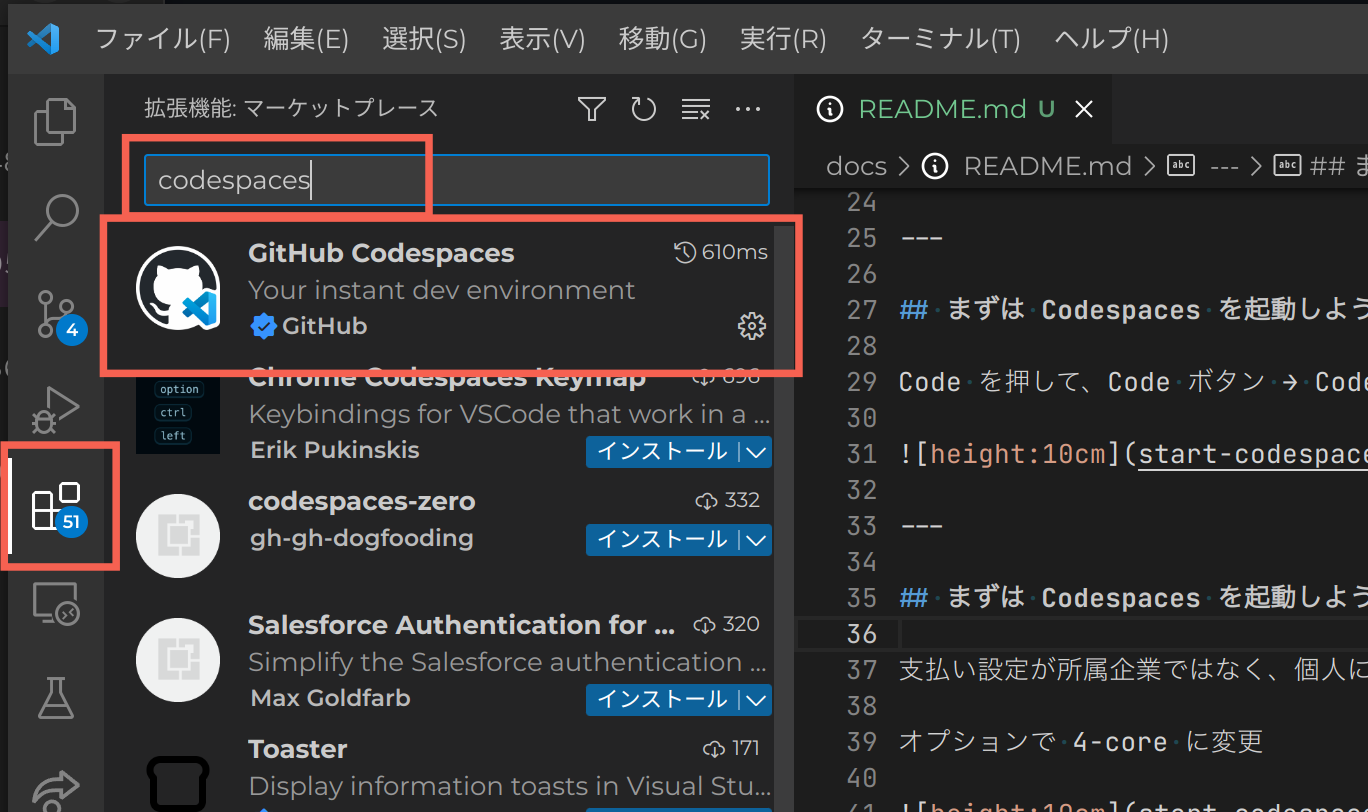 ファイル(F) 編集(E) 選択(S) 表示(V) 移動(G) 実行(R) ターミナル(T) ヘルプ(H)
拡張機能: マーケットプレース
codespaces
GitHub Codespaces 610ms
Your instant dev environment
GitHub
Chrome Codespaces Keymap 696
Keybindings for VSCode that work in a ...
Erik Pukinskis インストール
option
ctrl
left
codespaces-zero 332
gh-gh-dogfooding インストール
Salesforce Authentication for ... 320
Simplify the Salesforce authentication ...
Max Goldfarb インストール
Toaster 171
Display information toasts in Visual Stu...
4
51
README.md U
docs > README.md > abc --- > abc ##
24
25 ---
26
27 ## まずは Codespaces を起動しよう
28
29 Code を押して、Code ボタン → Code
30
31 ![height:10cm](start-codespace
32
33 ---
34
35 ## まずは Codespaces を起動しよう
36
37 支払い設定が所属企業ではなく、個人に
38
39 オプションで 4-core に変更
40
41 ![height:10cm](start-codespac